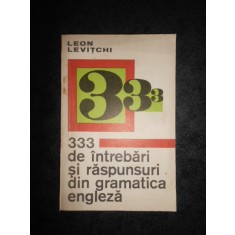 LEON
LEVIȚCHI
333
333
de întrebări
și răspunsuri
din gramatica
engleză